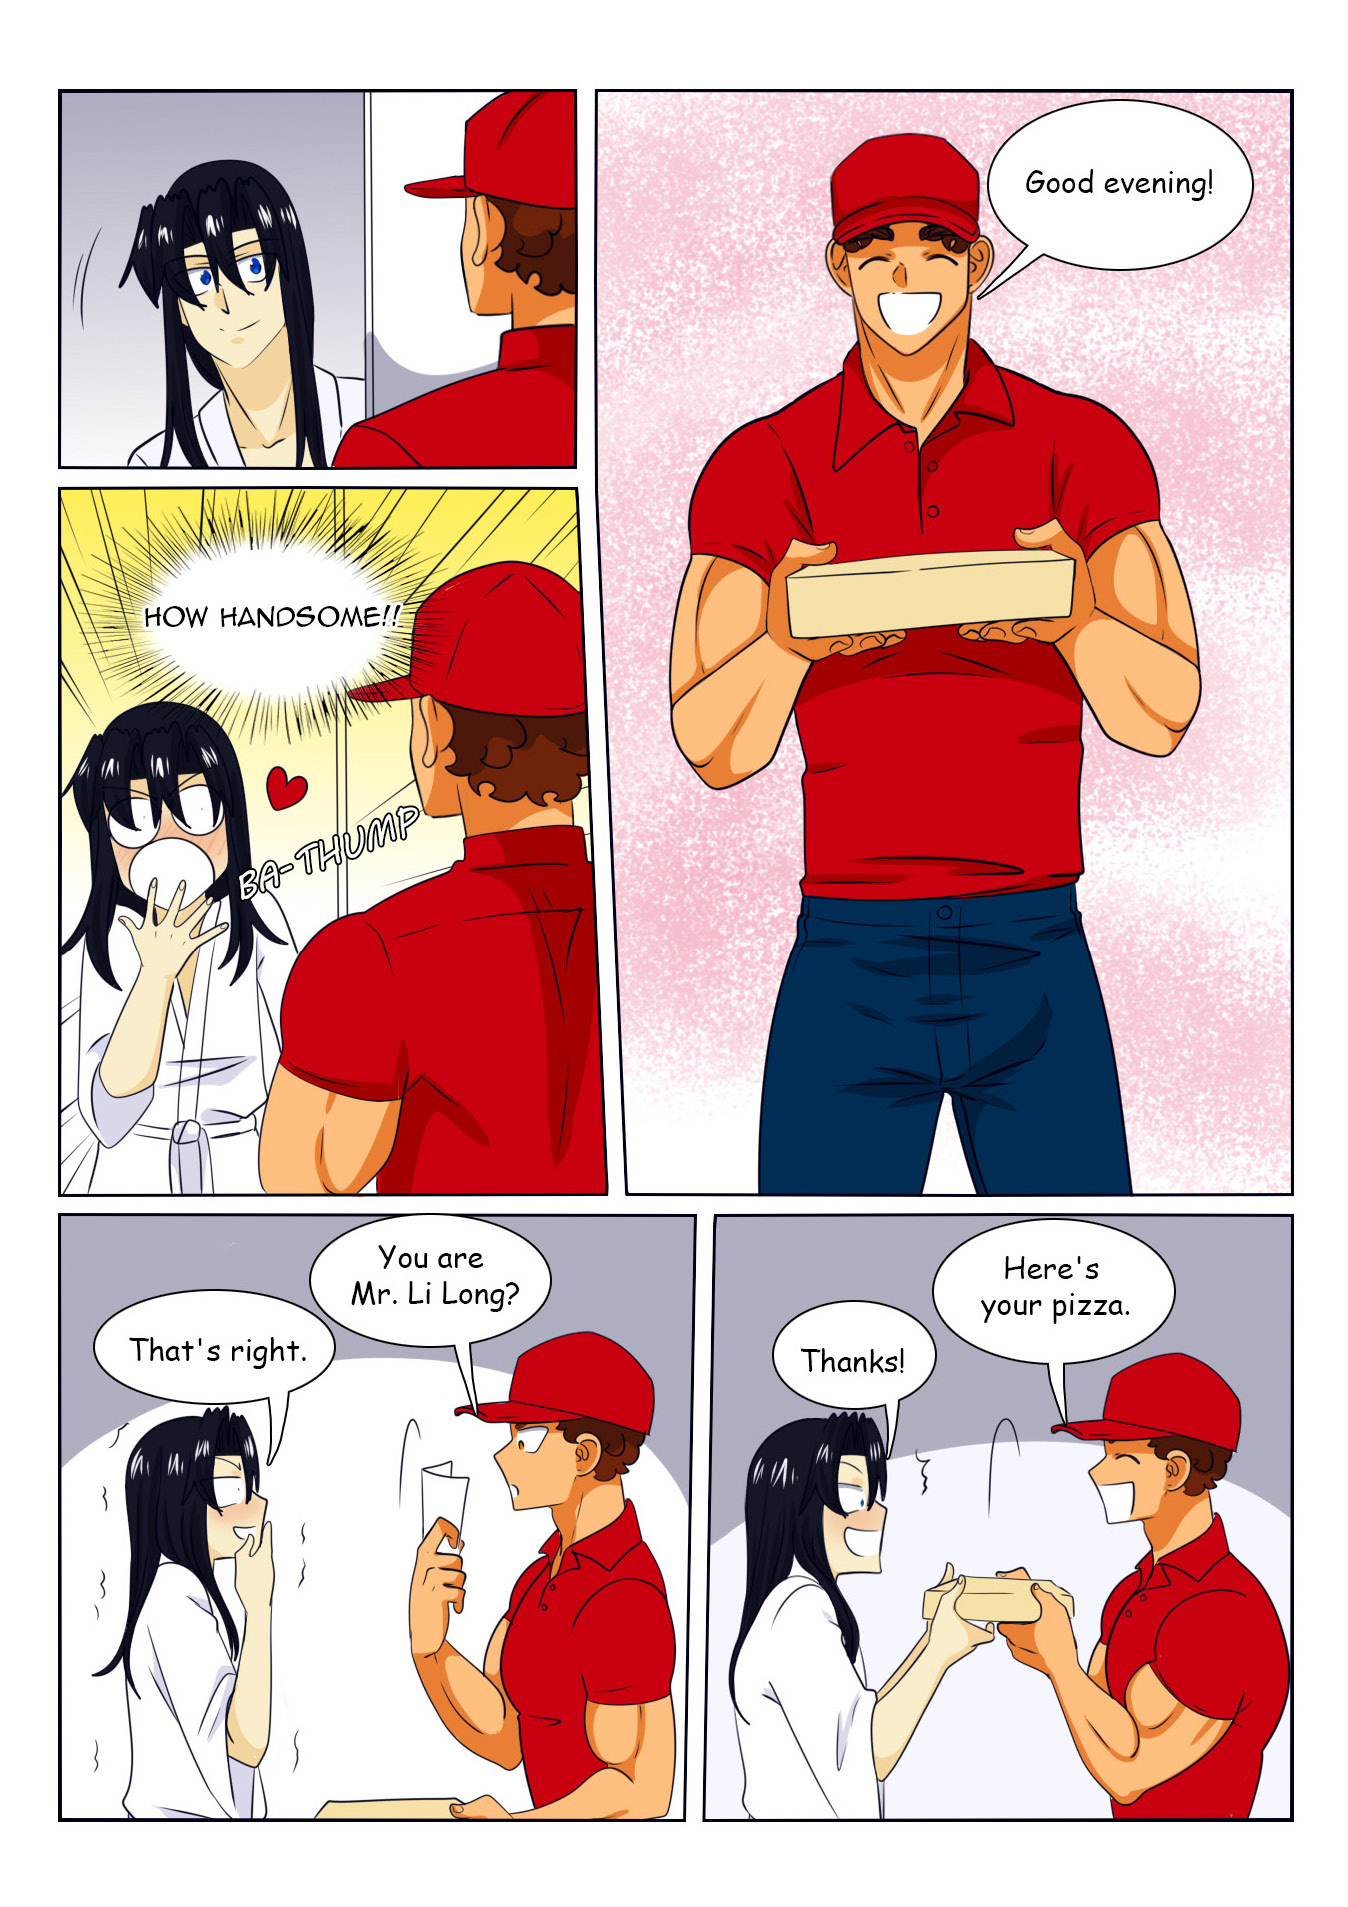 Good evening!
HOW HANDSOME!!
BA-THUMP
You are
Mr. Li Long?
That's right.
Here's
your pizza.
Thanks!